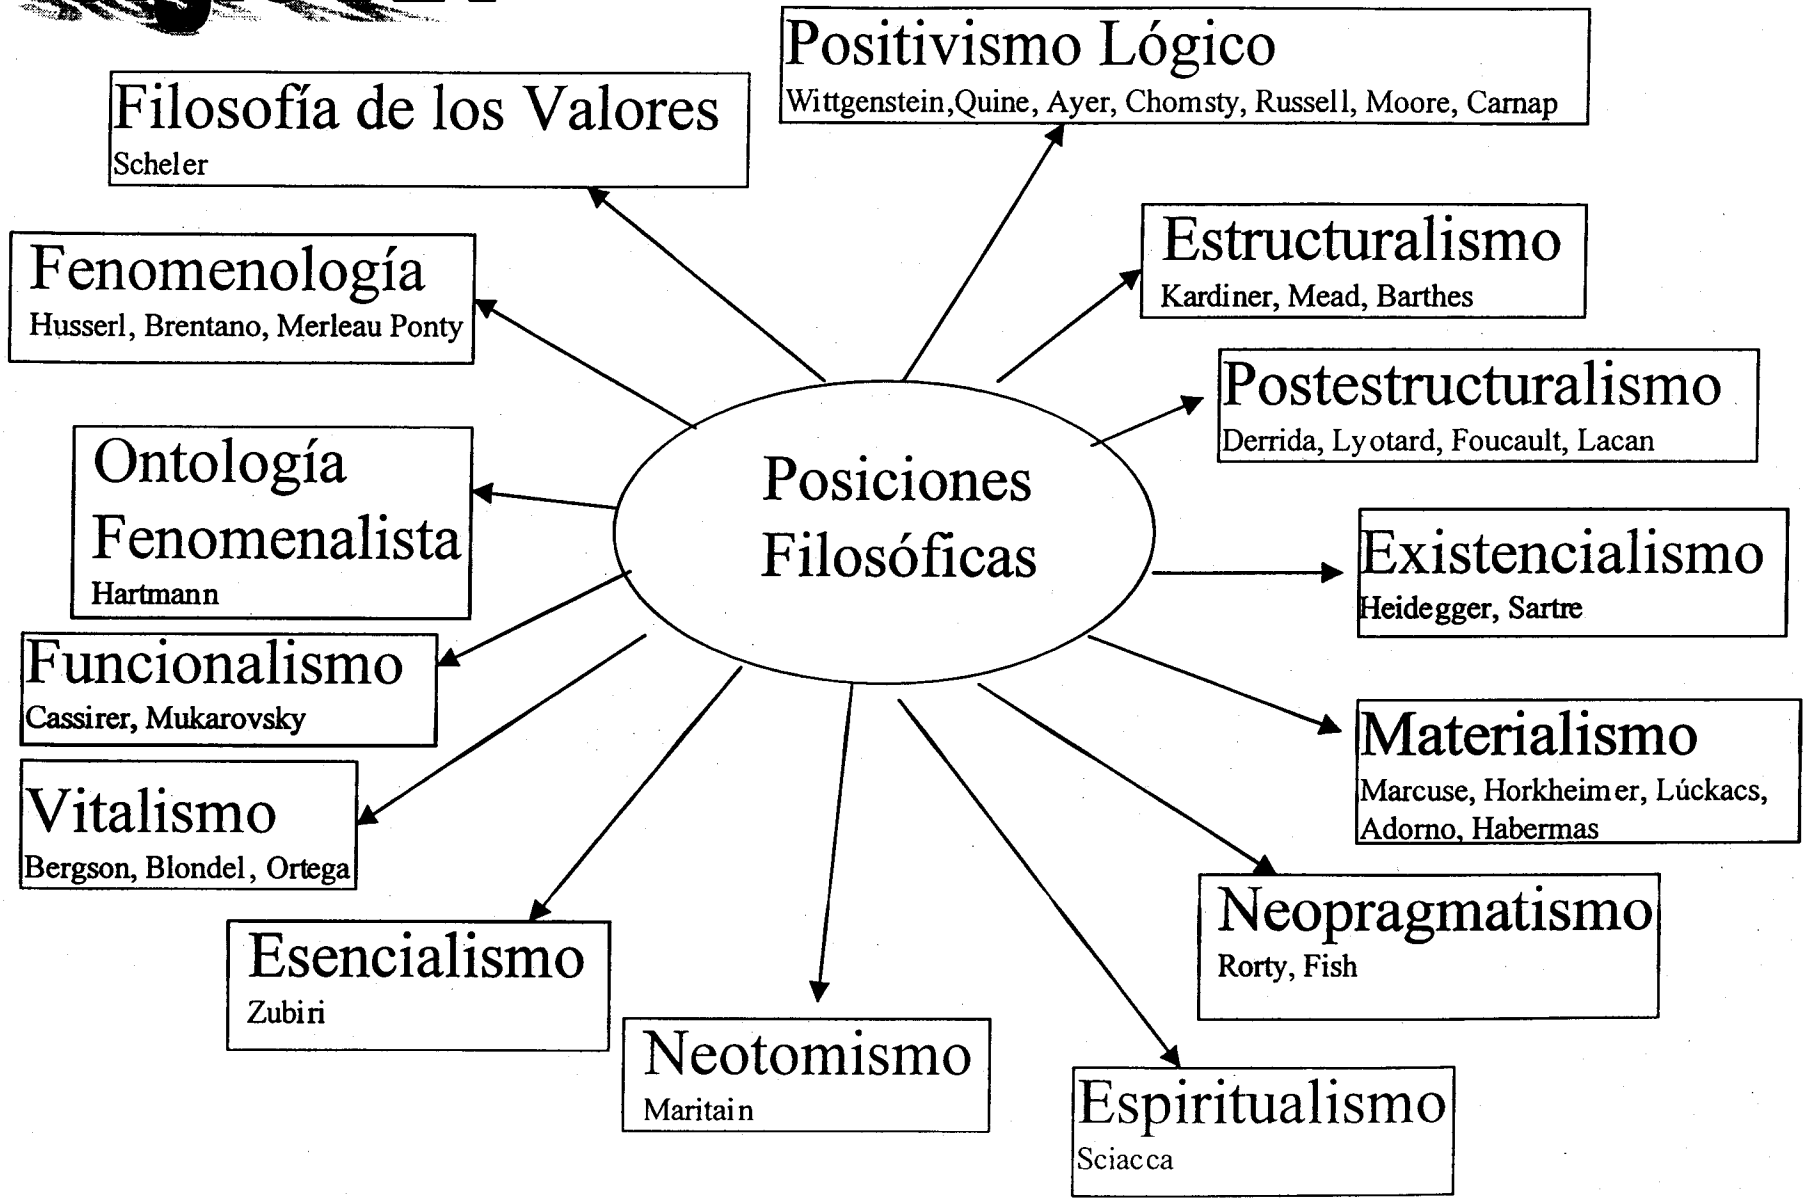 Positivismo Lógico
Wittgenstein,Quine, Ayer, Chomsty, Russell, Moore, Carnap
Filosofía de los Valores
Scheler
Estructuralismo
Kardiner, Mead, Barthes
Fenomenología
Husserl, Brentano, Merleau Ponty
Postestructuralismo
Derrida, Lyotard, Foucault, Lacan
Ontología
Fenomenalista
Hartmann
Posiciones
Filosóficas
Existencialismo
Heidegger, Sartre
Funcionalismo
Cassirer, Mukarovsky
Materialismo
Marcuse, Horkheimer, Lúckacs,
Adorno, Habermas
Vitalismo
Bergson, Blondel, Ortega
Neopragmatismo
Rorty, Fish
Esencialismo
Zubiri
Neotomismo
Maritain
Espiritualismo
Sciacca